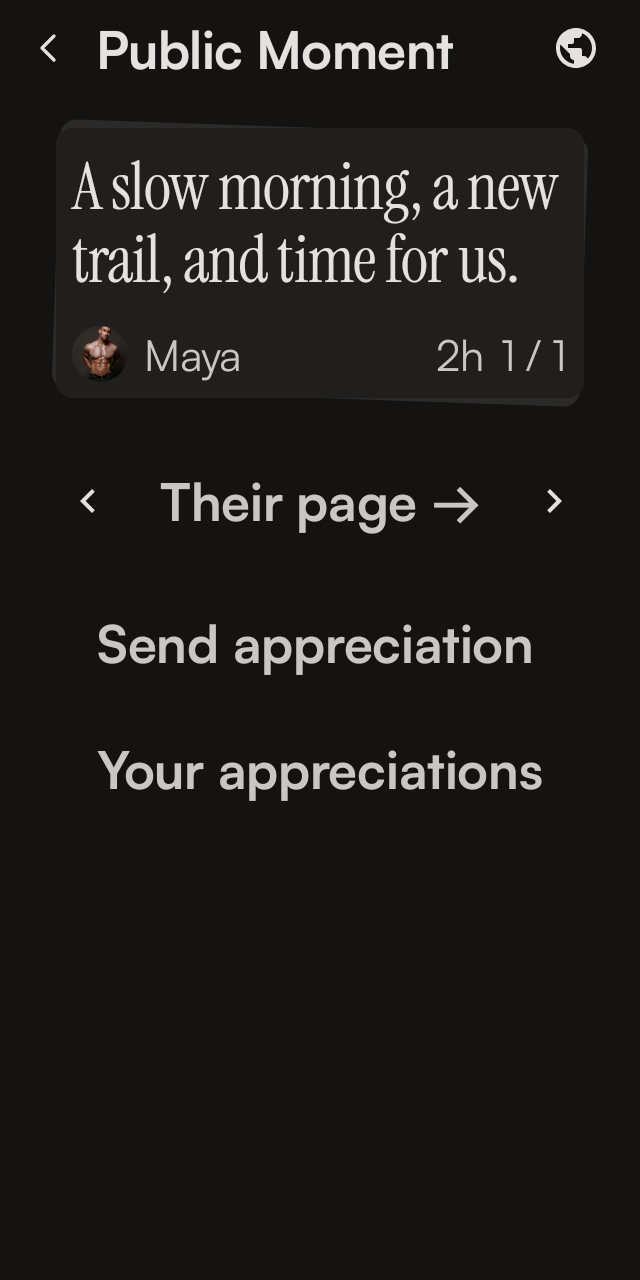 Public Moment
A slow morning, a new
trail, and time for us.
Maya 2h 1 / 1
Their page →
Send appreciation
Your appreciations